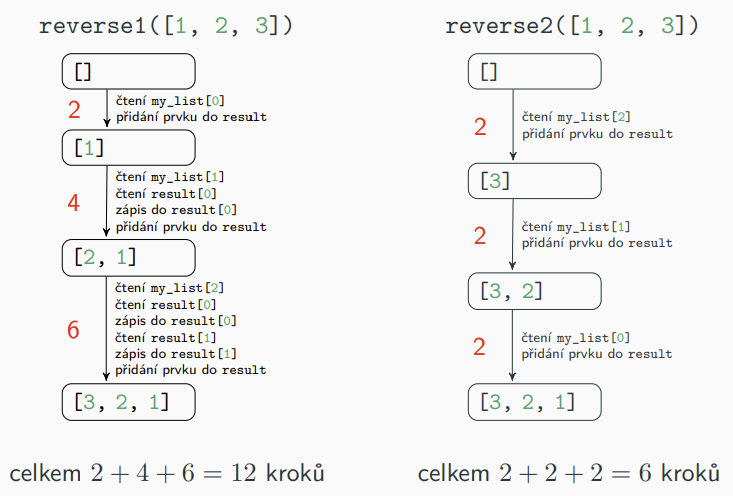 reverse1([1, 2, 3])
[]
2
čtení my_list[0]
přidání prvku do result
[1]
4
čtení my_list[1]
čtení result[0]
zápis do result[0]
přidání prvku do result
[2, 1]
6
čtení my_list[2]
čtení result[0]
zápis do result[0]
čtení result[1]
zápis do result[1]
přidání prvku do result
[3, 2, 1]
celkem 2 + 4 + 6 = 12 kroků
reverse2([1, 2, 3])
[]
2
čtení my_list[2]
přidání prvku do result
[3]
2
čtení my_list[1]
přidání prvku do result
[3, 2]
2
čtení my_list[0]
přidání prvku do result
[3, 2, 1]
celkem 2 + 2 + 2 = 6 kroků